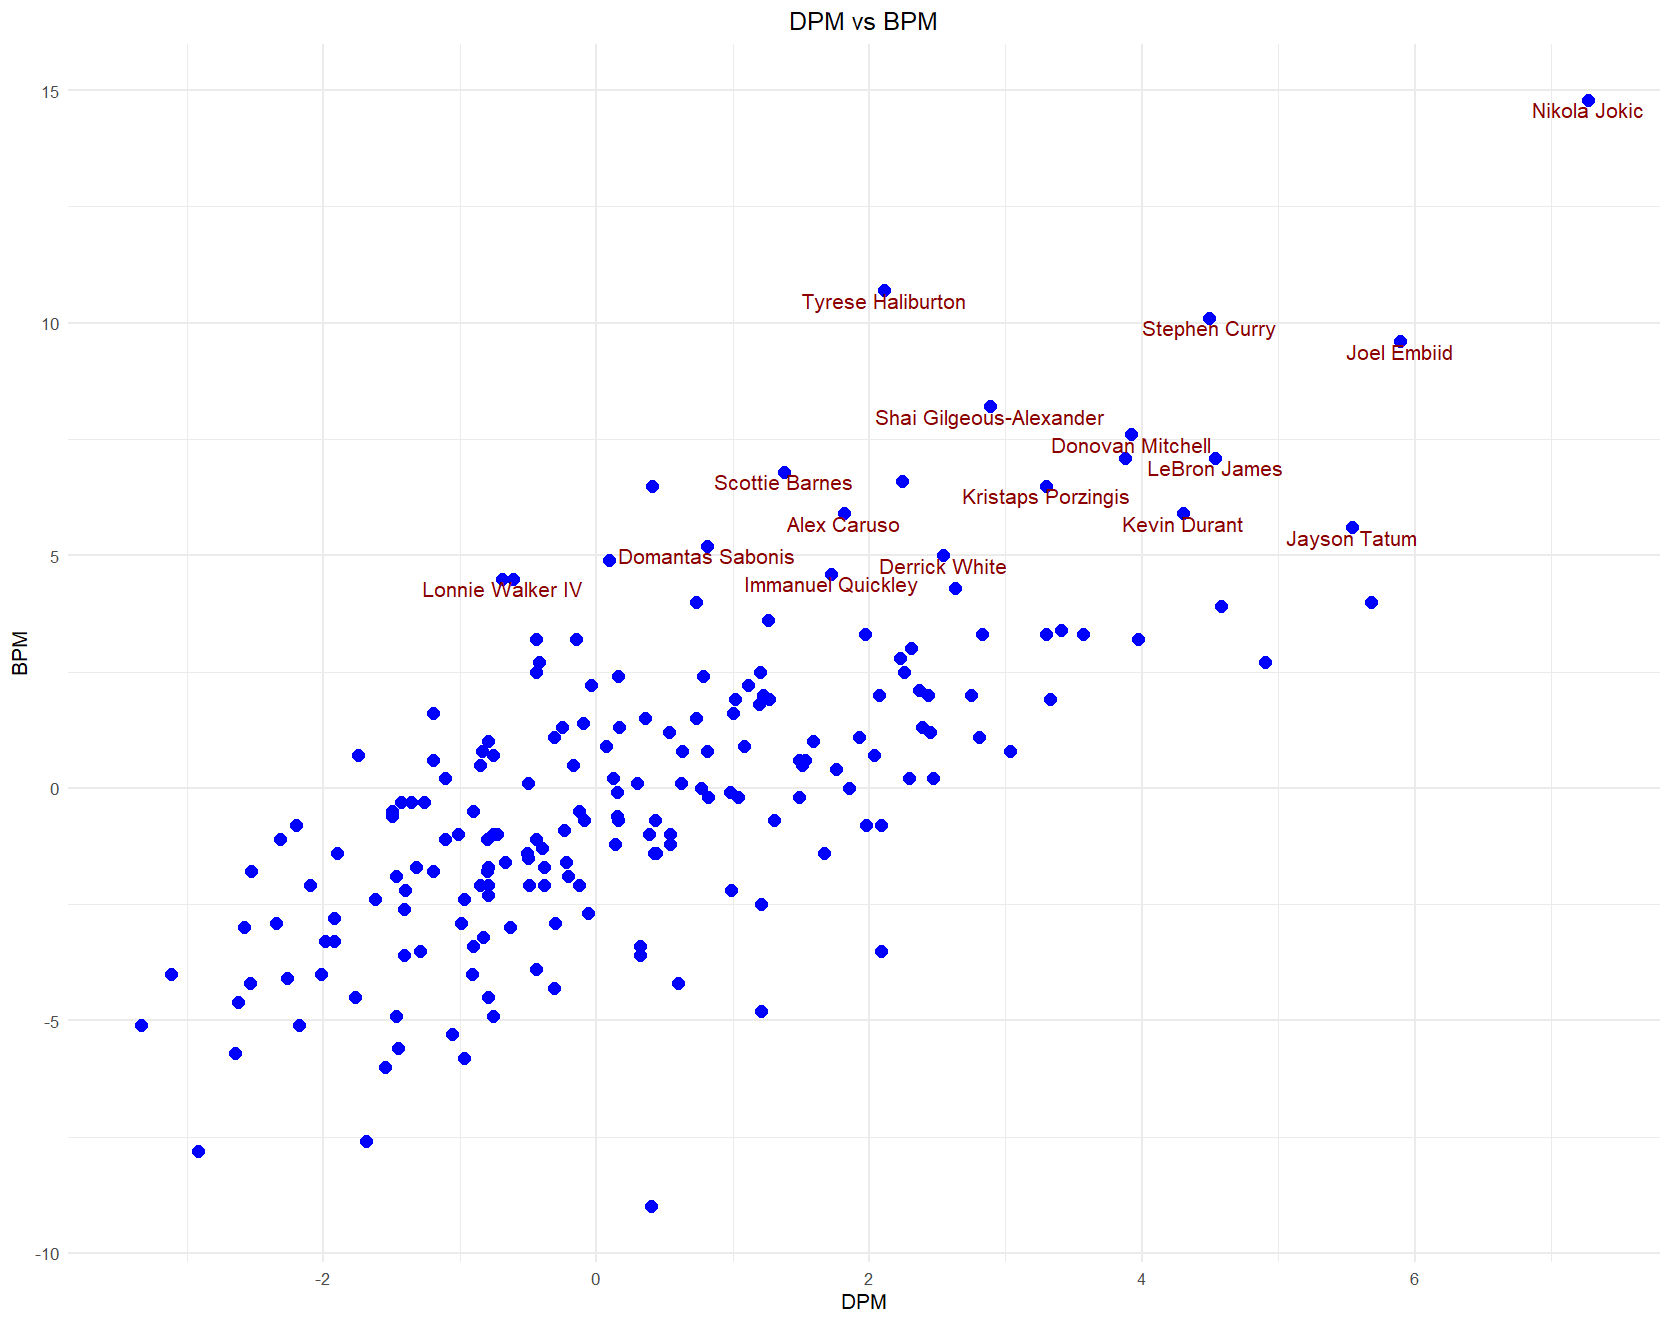 DPM vs BPM
15
Nikola Jokic
Tyrese Haliburton
10
Stephen Curry
Joel Embiid
Shai Gilgeous-Alexander
Donovan Mitchell
LeBron James
Scottie Barnes
Kristaps Porzingis
Alex Caruso
Kevin Durant
Jayson Tatum
5
Domantas Sabonis
Derrick White
Immanuel Quickley
Lonnie Walker IV
BPM
0
-5
-10
-2
0
2
4
6
DPM